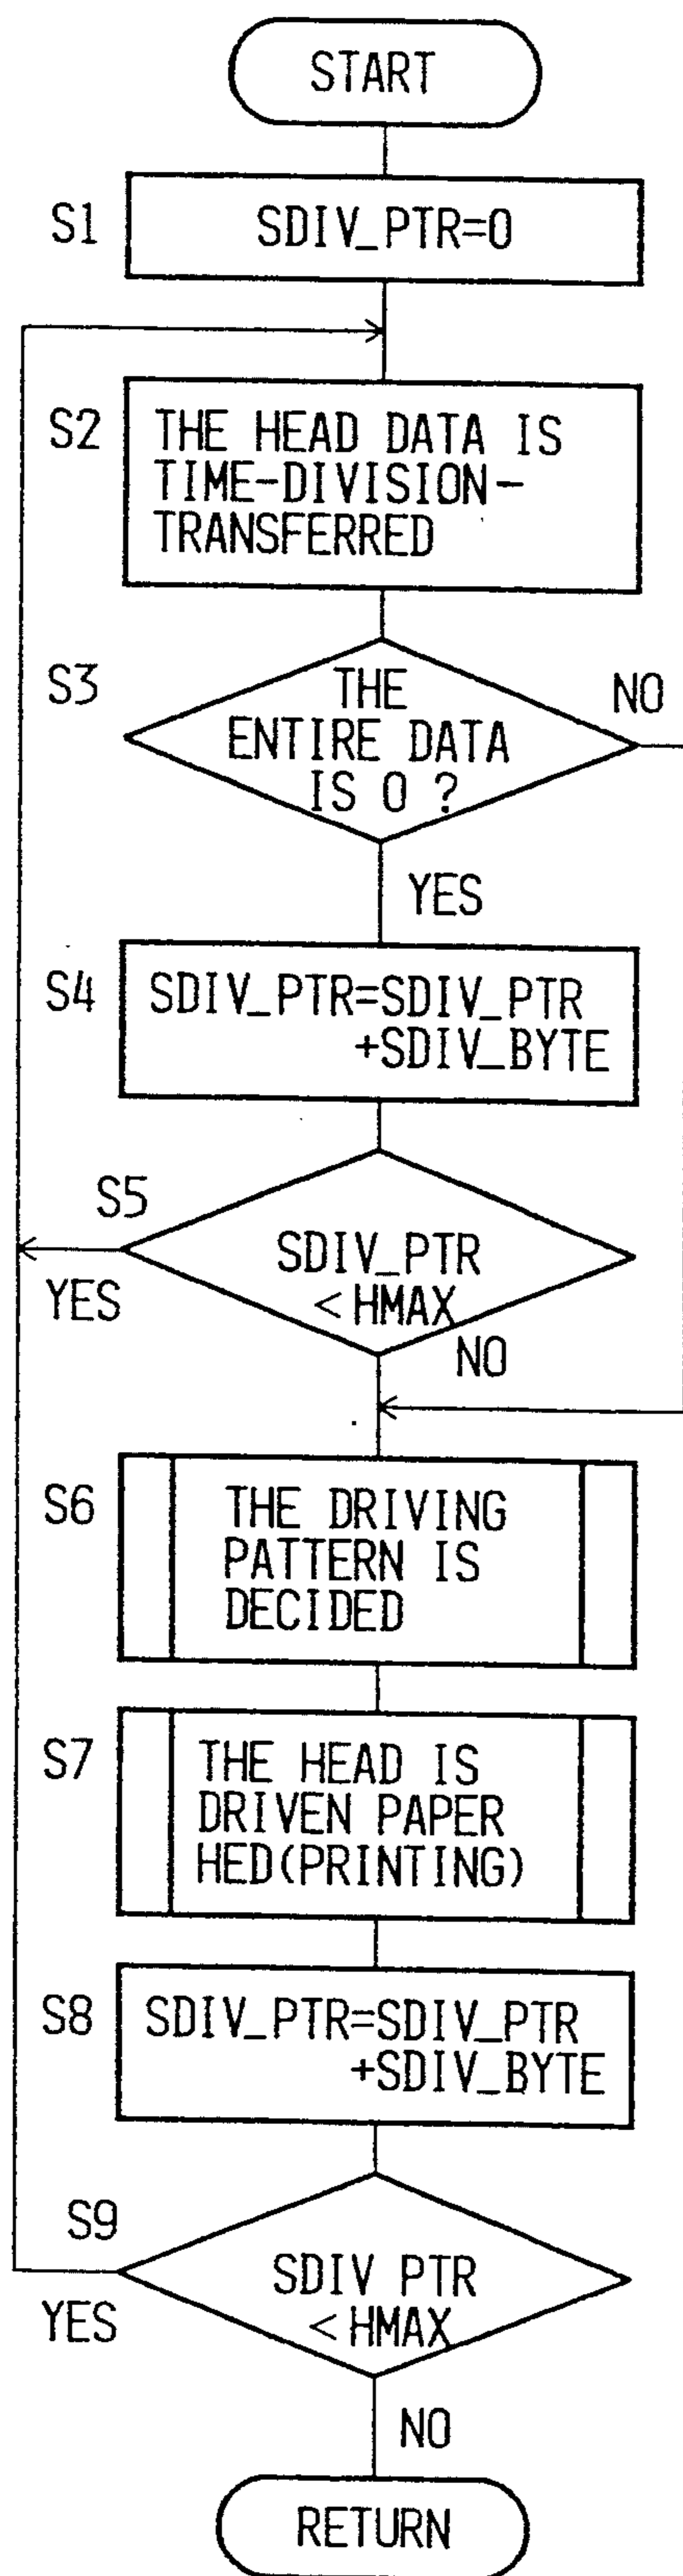 START
S1
SDIV_PTR=0
S2
THE HEAD DATA IS
TIME-DIVISION-
TRANSFERRED
S3
THE
ENTIRE DATA
IS 0 ?
NO
YES
S4
SDIV_PTR=SDIV_PTR
+SDIV_BYTE
S5
SDIV_PTR
< HMAX
YES
NO
S6
THE DRIVING
PATTERN IS
DECIDED
S7
THE HEAD IS
DRIVEN PAPER
HED(PRINTING)
S8
SDIV_PTR=SDIV_PTR
+SDIV_BYTE
S9
SDIV PTR
< HMAX
YES
NO
RETURN